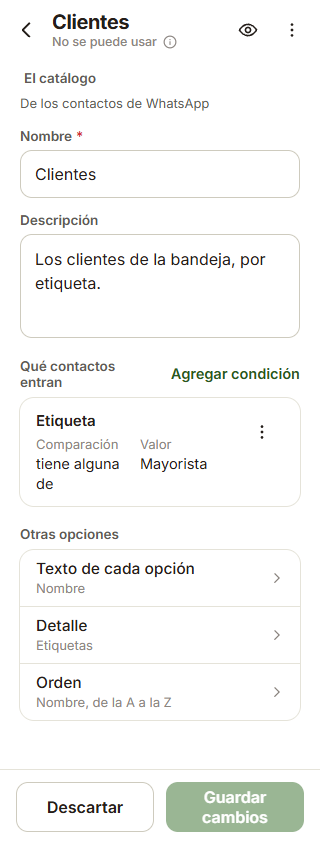 Clientes
No se puede usar
El catálogo
De los contactos de WhatsApp
Nombre *
Clientes
Descripción
Los clientes de la bandeja, por
etiqueta.
Qué contactos
entran
Agregar condición
Etiqueta
Comparación
tiene alguna
de
Valor
Mayorista
Otras opciones
Texto de cada opción
Nombre
Detalle
Etiquetas
Orden
Nombre, de la A a la Z
Descartar
Guardar
cambios